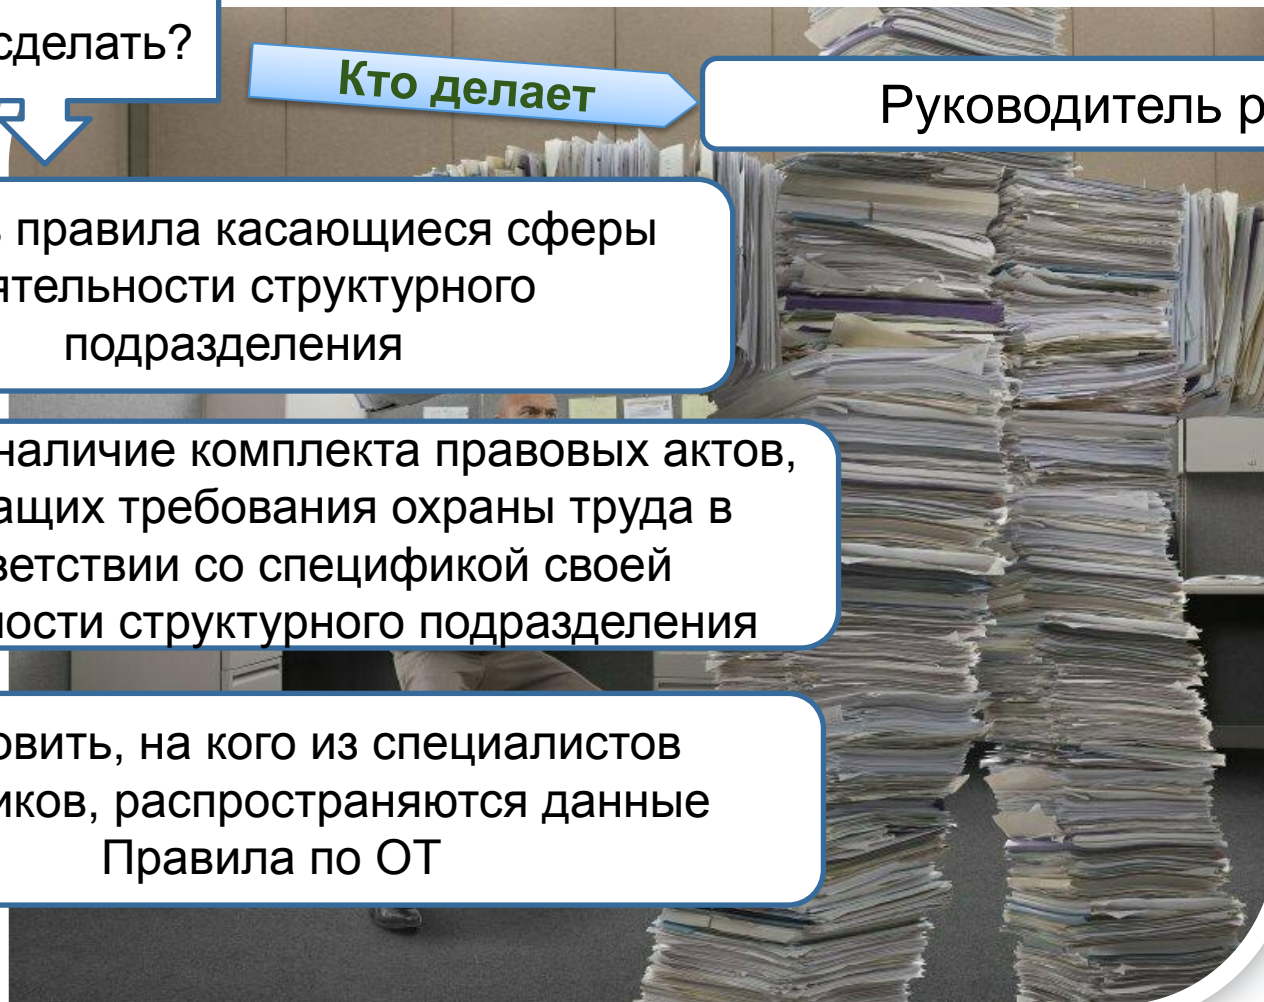 сделать?
Кто делает
Руководитель р
правила касающиеся сферы
ятельности структурного
подразделения
наличие комплекта правовых актов,
ащих требования охраны труда в
ветствии со спецификой своей
ности структурного подразделения
овить, на кого из специалистов
иков, распространяются данные
Правила по ОТ